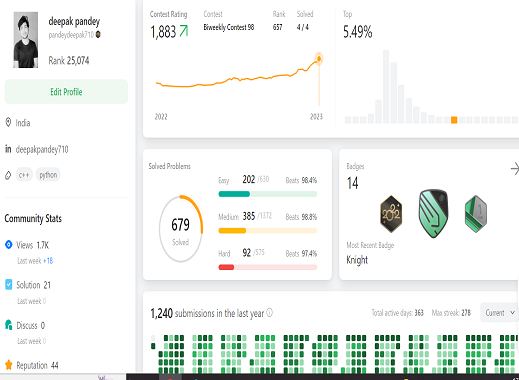 deepak pandey
pandeydeepak710
Rank 25,074
Edit Profile
India
deepakpandey710
c++ python
Community Stats
Views 1.7K
Last week +18
Solution 21
Last week 0
Discuss 0
Last week 0
Reputation 44
Contest Rating
1,883
Contest
Biweekly Contest 98
Rank
657
Solved
4 / 4
2022
2023
Top
5.49%
Solved Problems
679
Solved
Easy 202 /630 Beats 98.4%
Medium 385 /1372 Beats 98.8%
Hard 92 /575 Beats 97.4%
Badges
14
2022
Most Recent Badge
Knight
1,240 submissions in the last year
Total active days: 363 Max streak: 278 Current